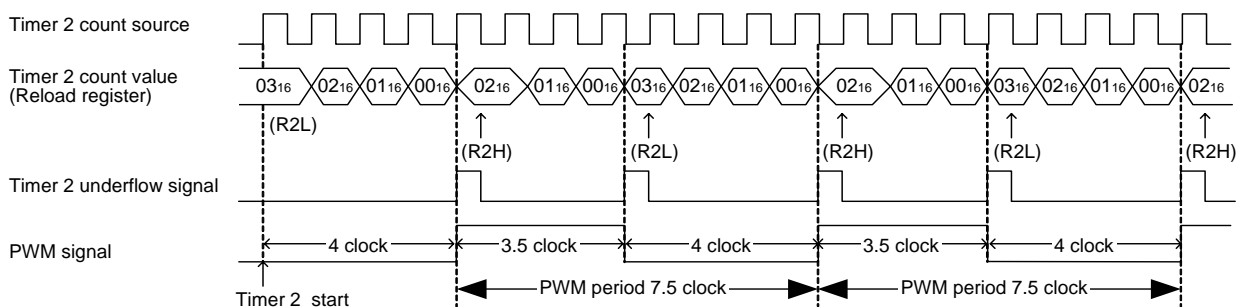 Timer 2 count source
Timer 2 count value
(Reload register)
0316 0216 0116 0016 0216 0116 0016 0316 0216 0116 0016 0216 0116 0016 0316 0216 0116 0016 0216
(R2L)
(R2H) (R2L) (R2H) (R2L) (R2H)
Timer 2 underflow signal
PWM signal
4 clock 3.5 clock 4 clock 3.5 clock 4 clock
PWM period 7.5 clock PWM period 7.5 clock
Timer 2 start